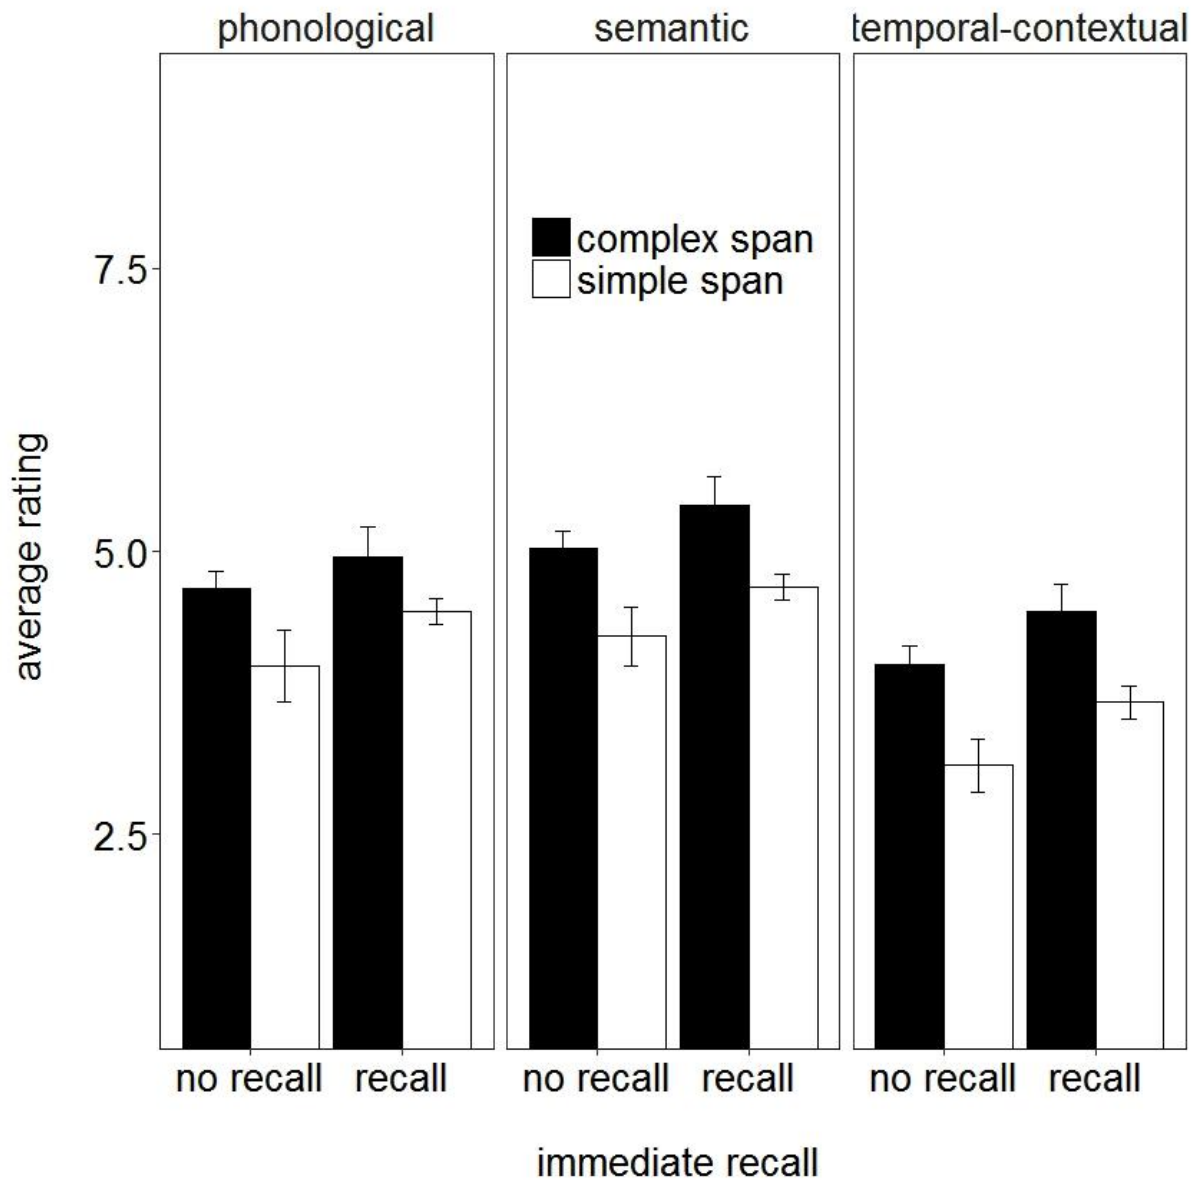 phonological semantic temporal-contextual
complex span
simple span
7.5
5.0
2.5
average rating
no recall recall no recall recall no recall recall
immediate recall